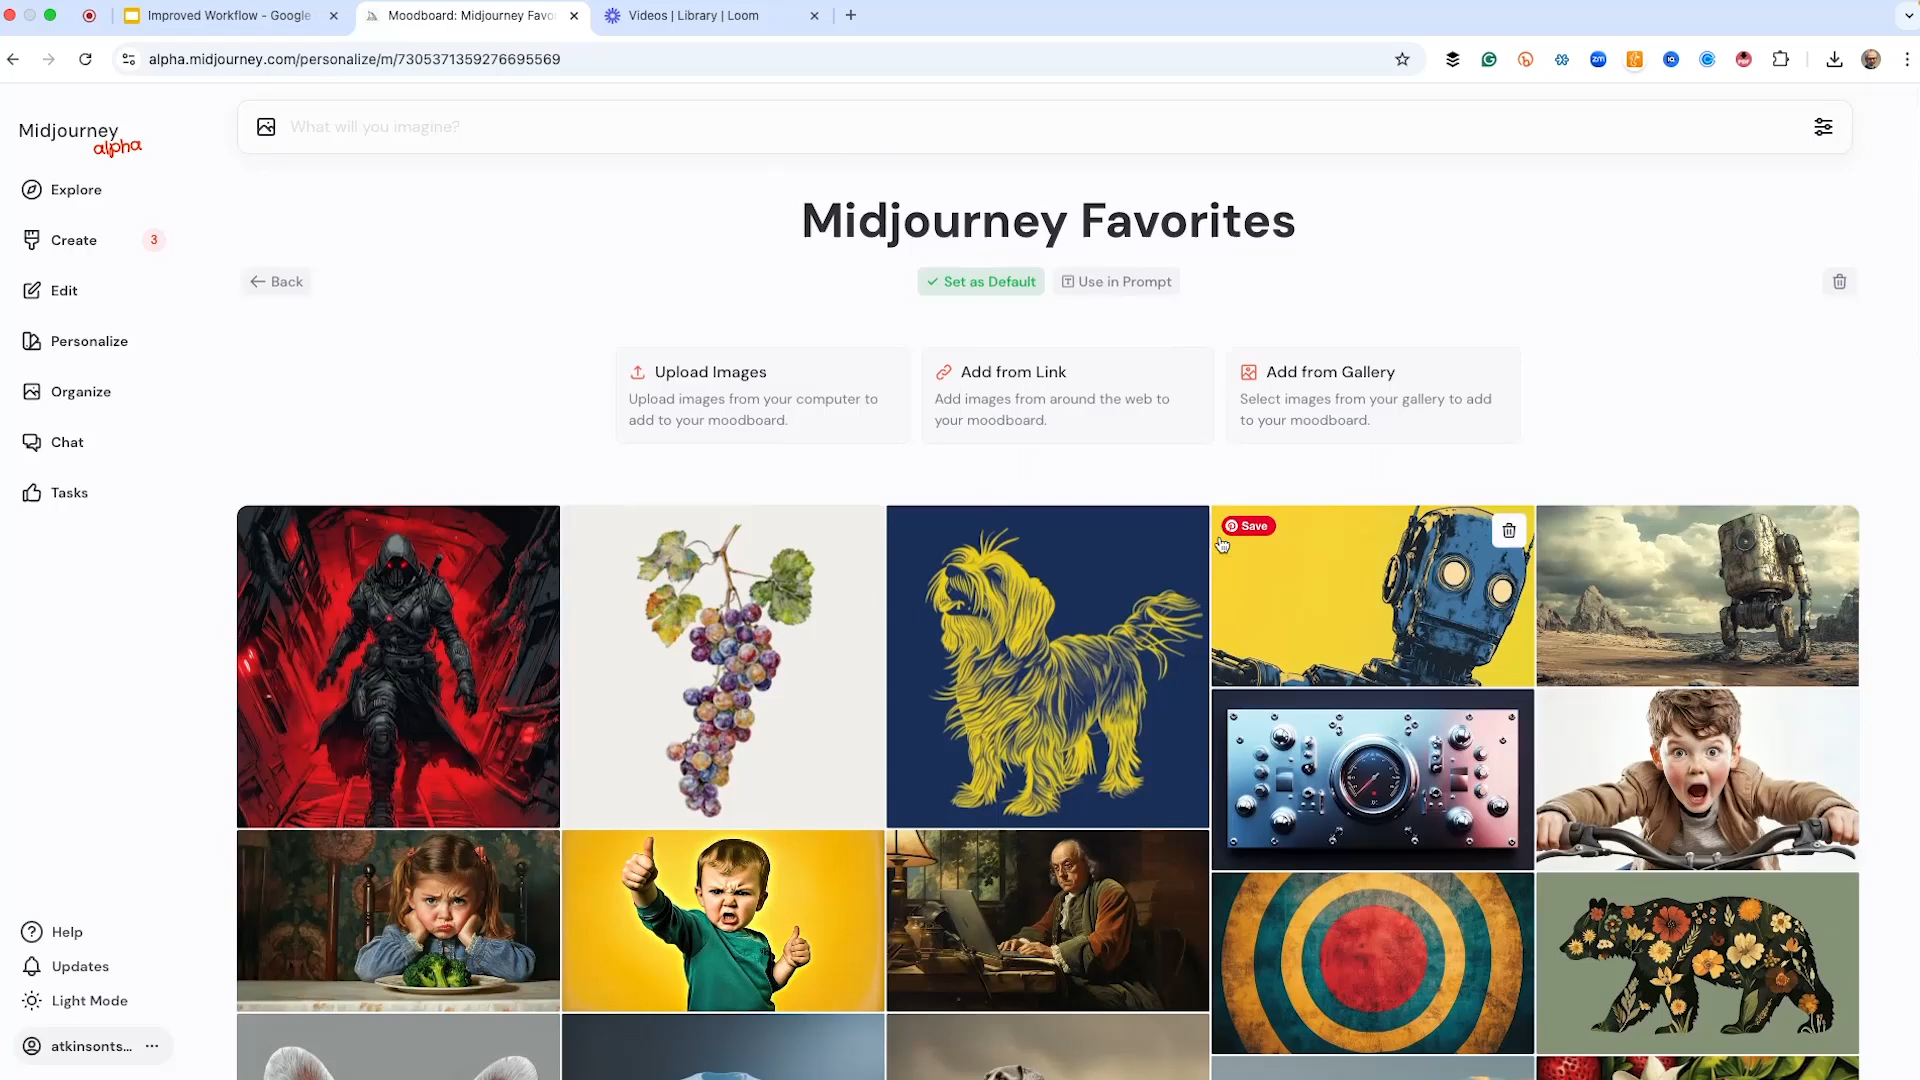 Improved Workflow - Google
Moodboard: Midjourney Favo
Videos | Library | Loom
alpha.midjourney.com/personalize/m/7305371359276695569
Midjourney
alpha
What will you imagine?
Explore
Create
3
Edit
Personalize
Organize
Chat
Tasks
Midjourney Favorites
Back
Set as Default
Use in Prompt
Upload Images
Upload images from your computer to
add to your moodboard.
Add from Link
Add images from around the web to
your moodboard.
Add from Gallery
Select images from your gallery to add
to your moodboard.
Save
Help
Updates
Light Mode
atkinsonts...